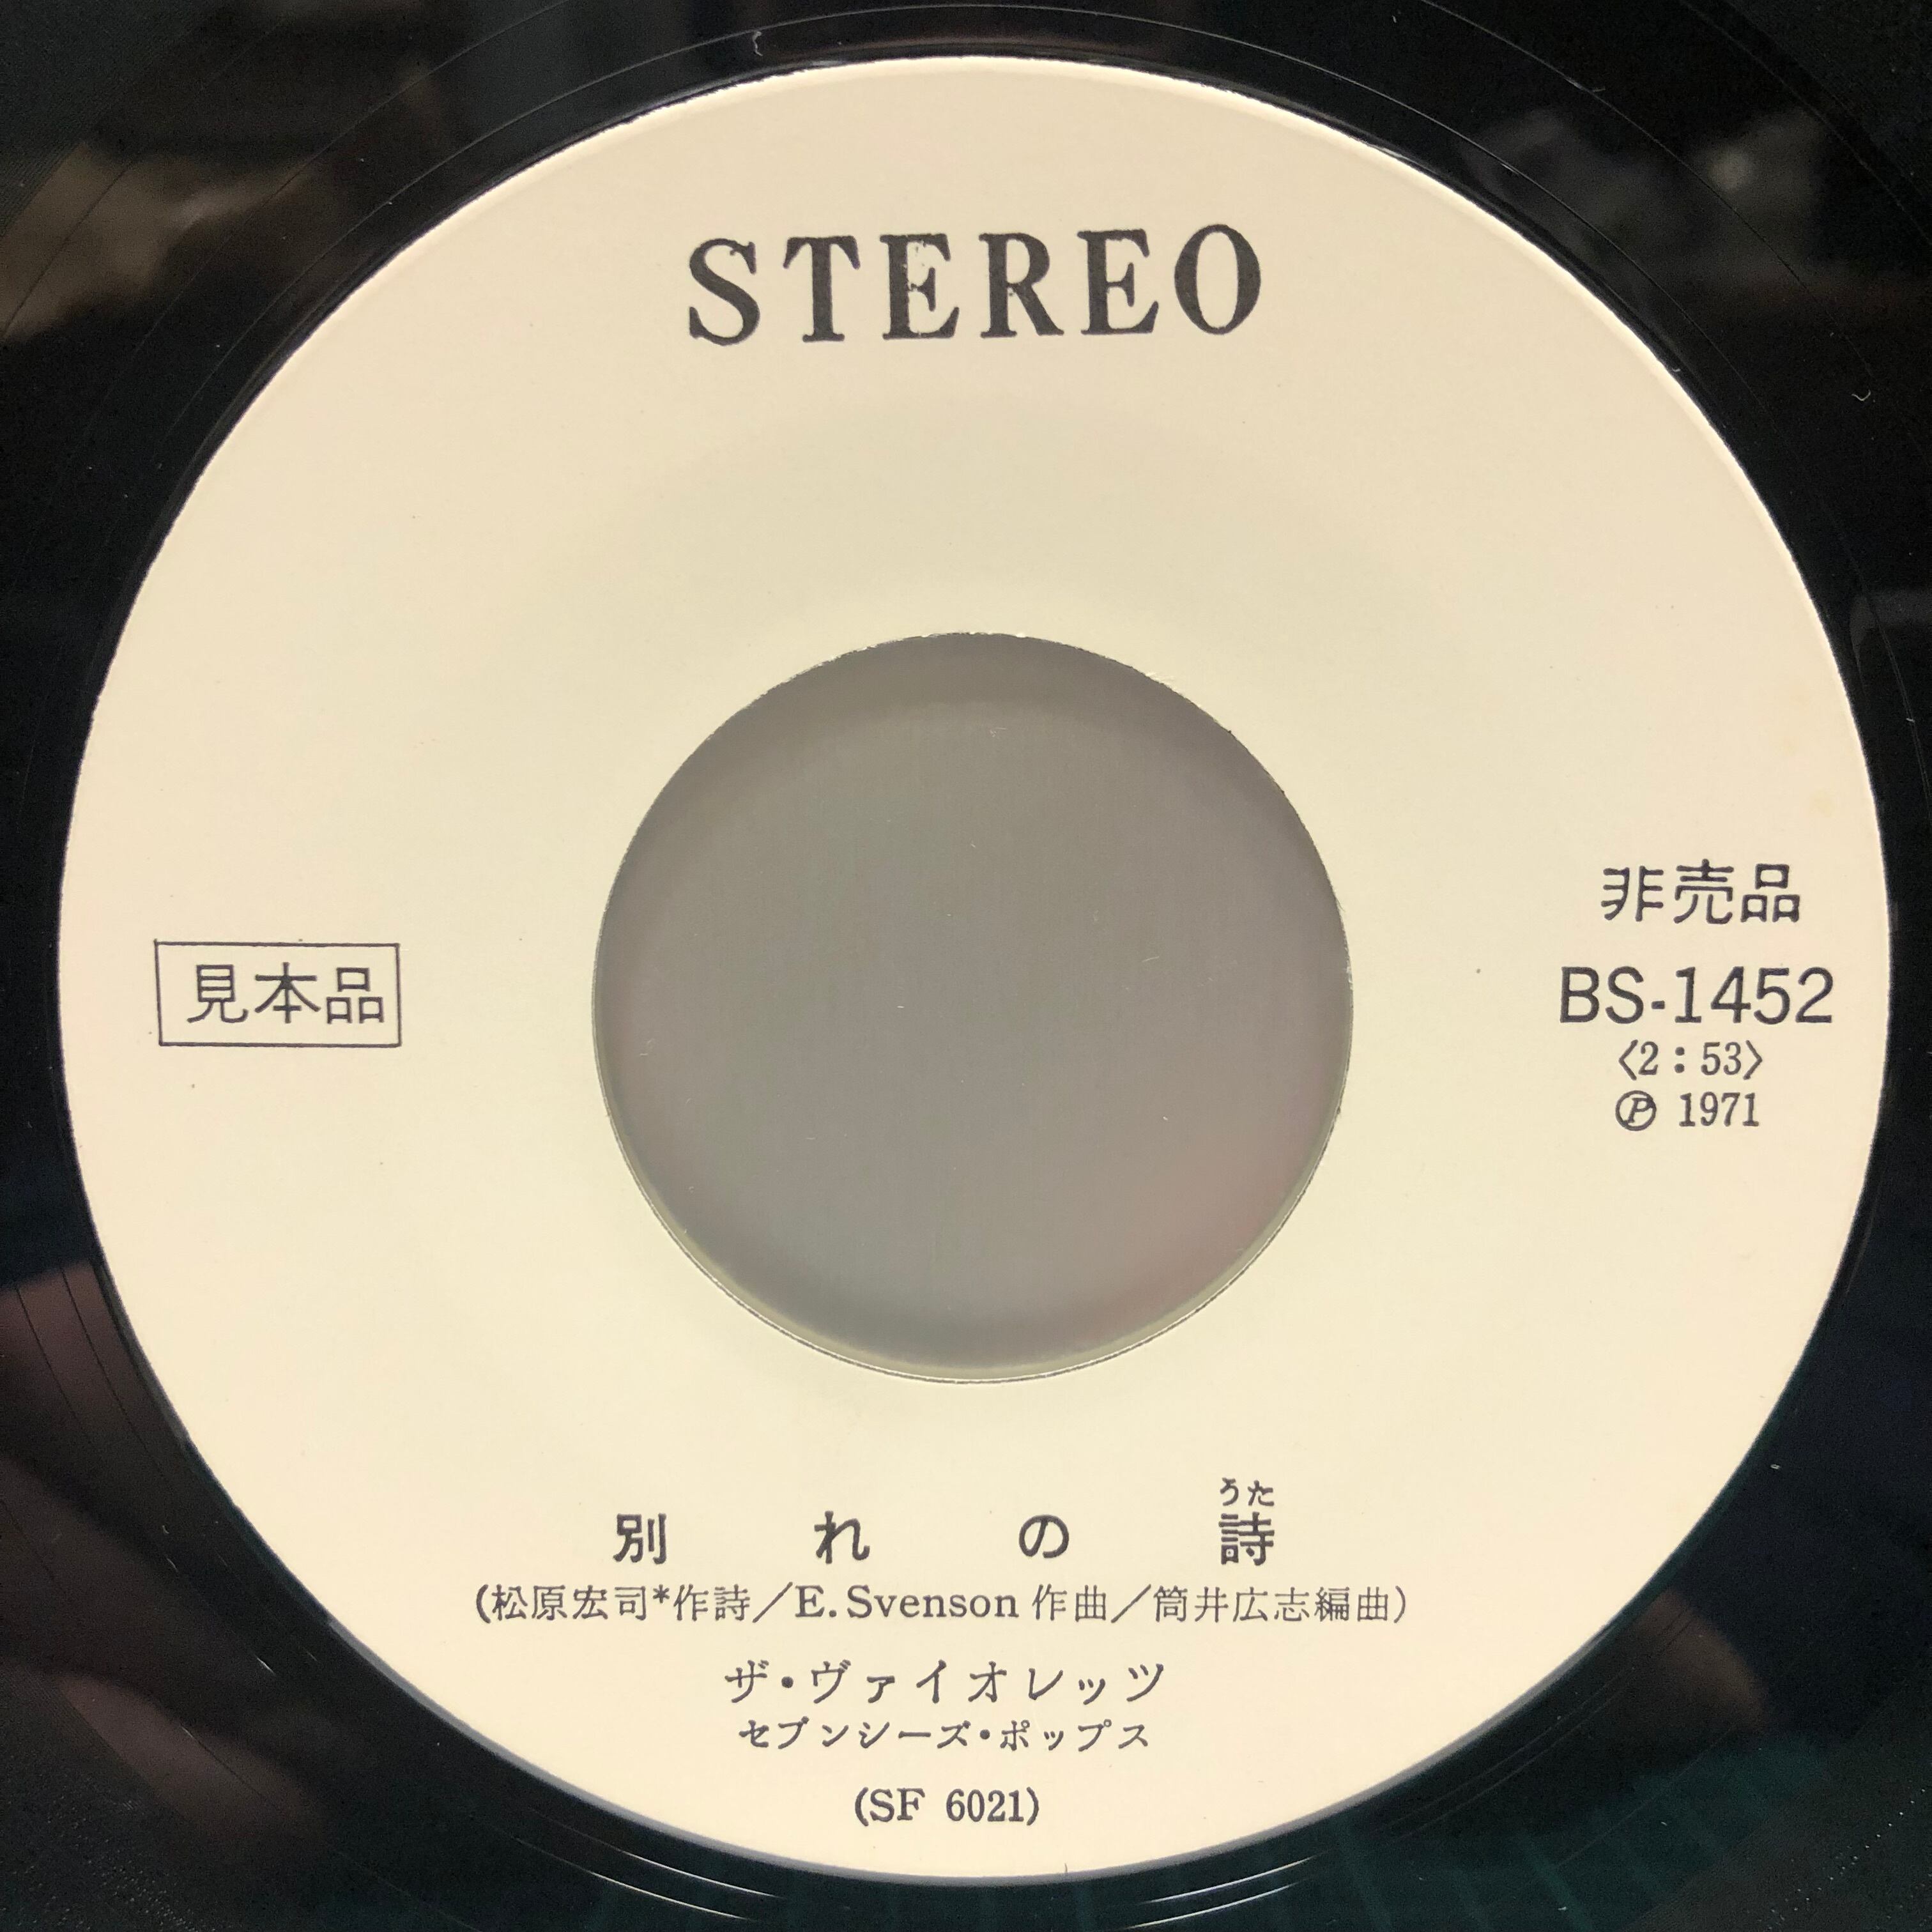 STEREO
見本品
非売品
BS-1452
〈2:53〉
Ⓟ 1971
うた
別れの詩
(松原宏司*作詩/E. Svenson 作曲/筒井広志編曲)
ザ・ヴァイオレッツ
セブンシーズ・ポップス
(SF 6021)